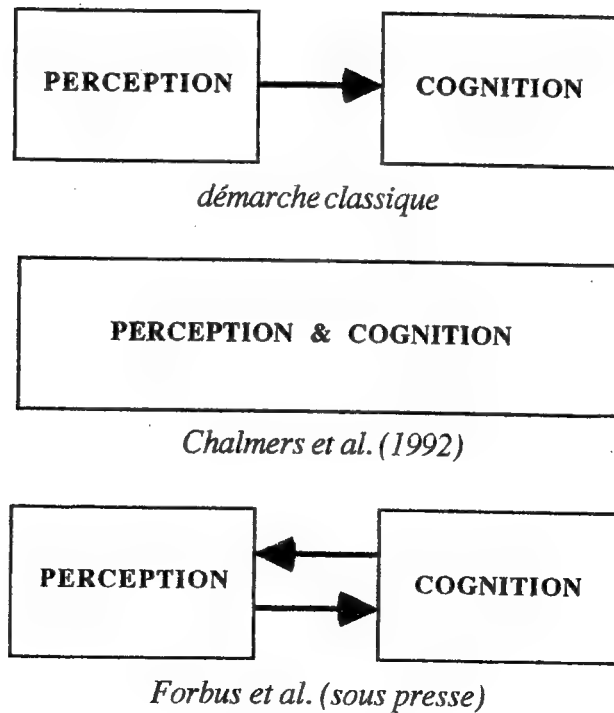 PERCEPTION COGNITION
démarche classique
PERCEPTION & COGNITION
Chalmers et al. (1992)
PERCEPTION COGNITION
Forbus et al. (sous presse)